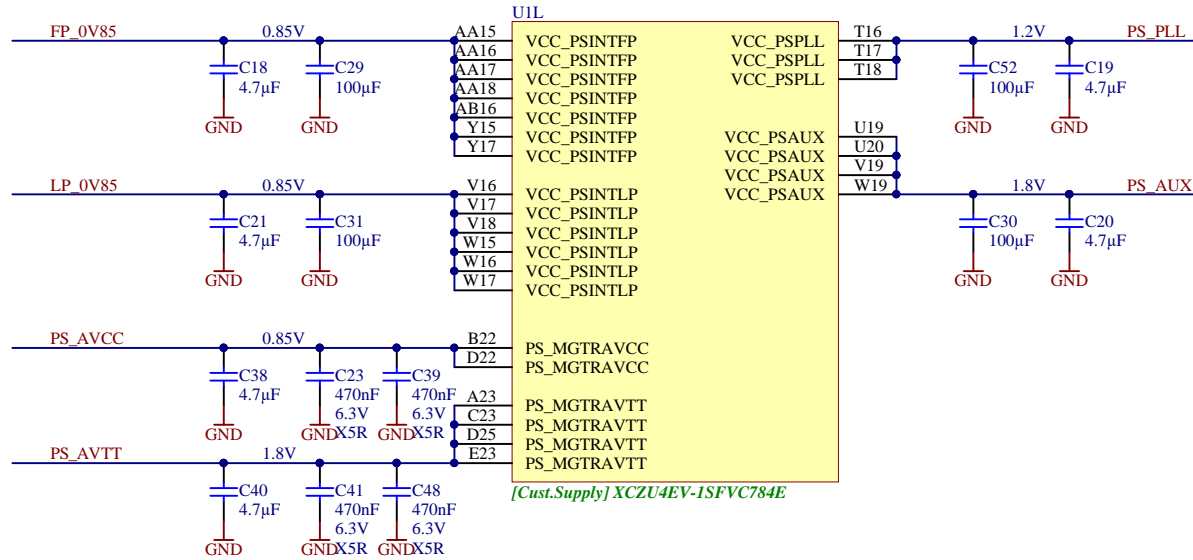 U1L
FP_0V85 0.85V AA15 VCC_PSINTFP VCC_PSPLL T16 1.2V PS_PLL
AA16 VCC_PSINTFP VCC_PSPLL T17
C18 C29 AA17 VCC_PSINTFP VCC_PSPLL T18 C52 C19
4.7µF 100µF AA18 VCC_PSINTFP 100µF 4.7µF
AB16 VCC_PSINTFP
GND GND Y15 VCC_PSINTFP VCC_PSAUX U19 GND GND
Y17 VCC_PSINTFP VCC_PSAUX U20
VCC_PSAUX V19
LP_0V85 0.85V V16 VCC_PSINTLP VCC_PSAUX W19 1.8V PS_AUX
V17 VCC_PSINTLP
C21 C31 V18 VCC_PSINTLP C30 C20
4.7µF 100µF W15 VCC_PSINTLP 100µF 4.7µF
W16 VCC_PSINTLP
GND GND W17 VCC_PSINTLP GND GND
PS_AVCC 0.85V B22 PS_MGTRAVCC
D22 PS_MGTRAVCC
C38 C23 C39
4.7µF 470nF 470nF
A23 PS_MGTRAVTT
6.3V 6.3V
C23 PS_MGTRAVTT
GND GND X5R GND X5R
D25 PS_MGTRAVTT
PS_AVTT 1.8V E23 PS_MGTRAVTT
C40 C41 C48
[Cust.Supply] XCZU4EV-1SFVC784E
4.7µF 470nF 470nF
6.3V 6.3V
GND GND X5R GND X5R